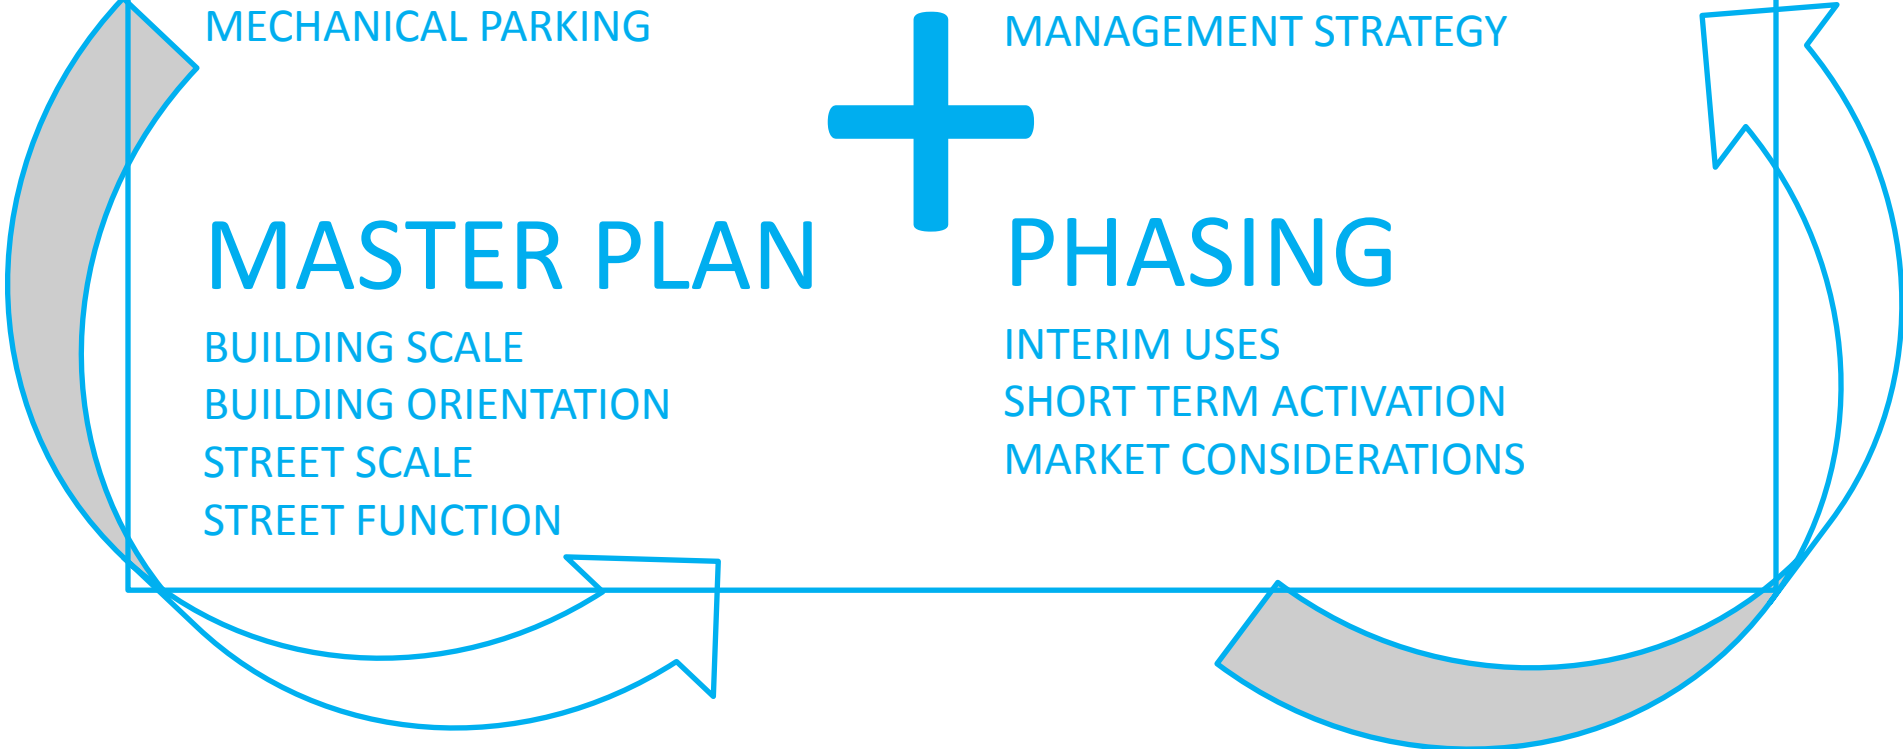 MECHANICAL PARKING
MANAGEMENT STRATEGY
MASTER PLAN
BUILDING SCALE
BUILDING ORIENTATION
STREET SCALE
STREET FUNCTION
PHASING
INTERIM USES
SHORT TERM ACTIVATION
MARKET CONSIDERATIONS